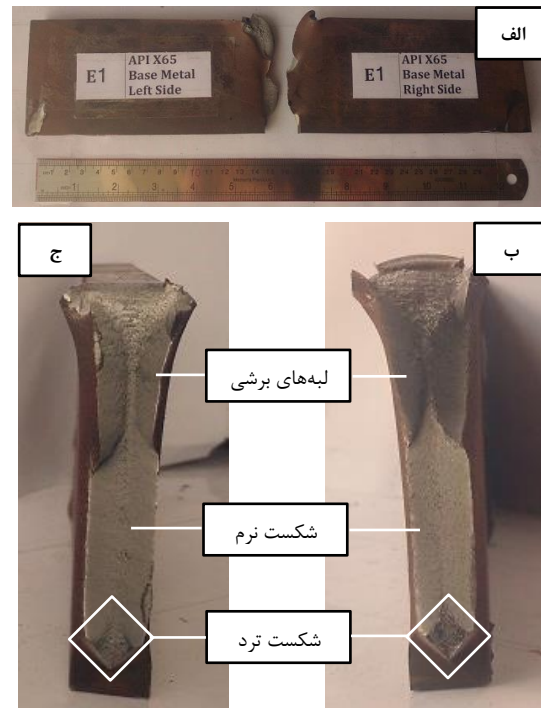 الف
E1
API X65
Base Metal
Left Side
E1
API X65
Base Metal
Right Side
ج
ب
لبه‌های برشی
شکست نرم
شکست ترد